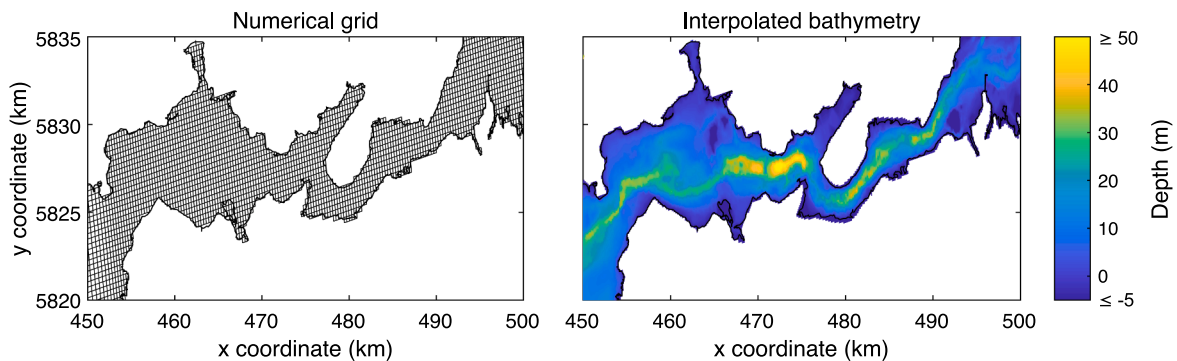 Numerical grid
5835
5830
5825
5820
y coordinate (km)
450 460 470 480 490 500
x coordinate (km)
Interpolated bathymetry
450 460 470 480 490 500
x coordinate (km)
≥ 50
40
30
20
10
0
≤ -5
Depth (m)